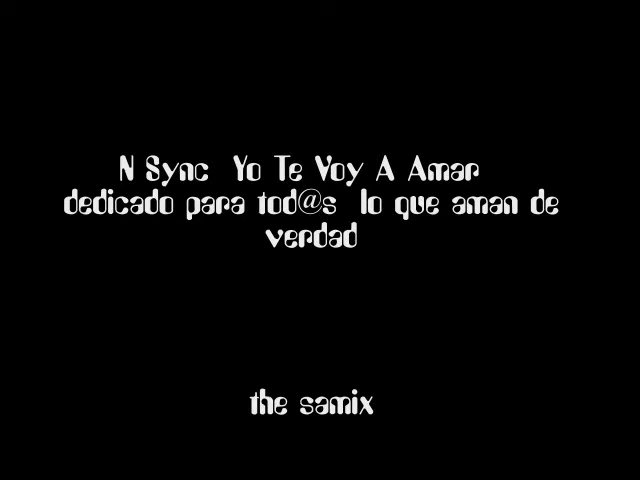 N Sync Yo Te Voy A Amar
dedicado para tod@s lo que aman de
verdad
the samix